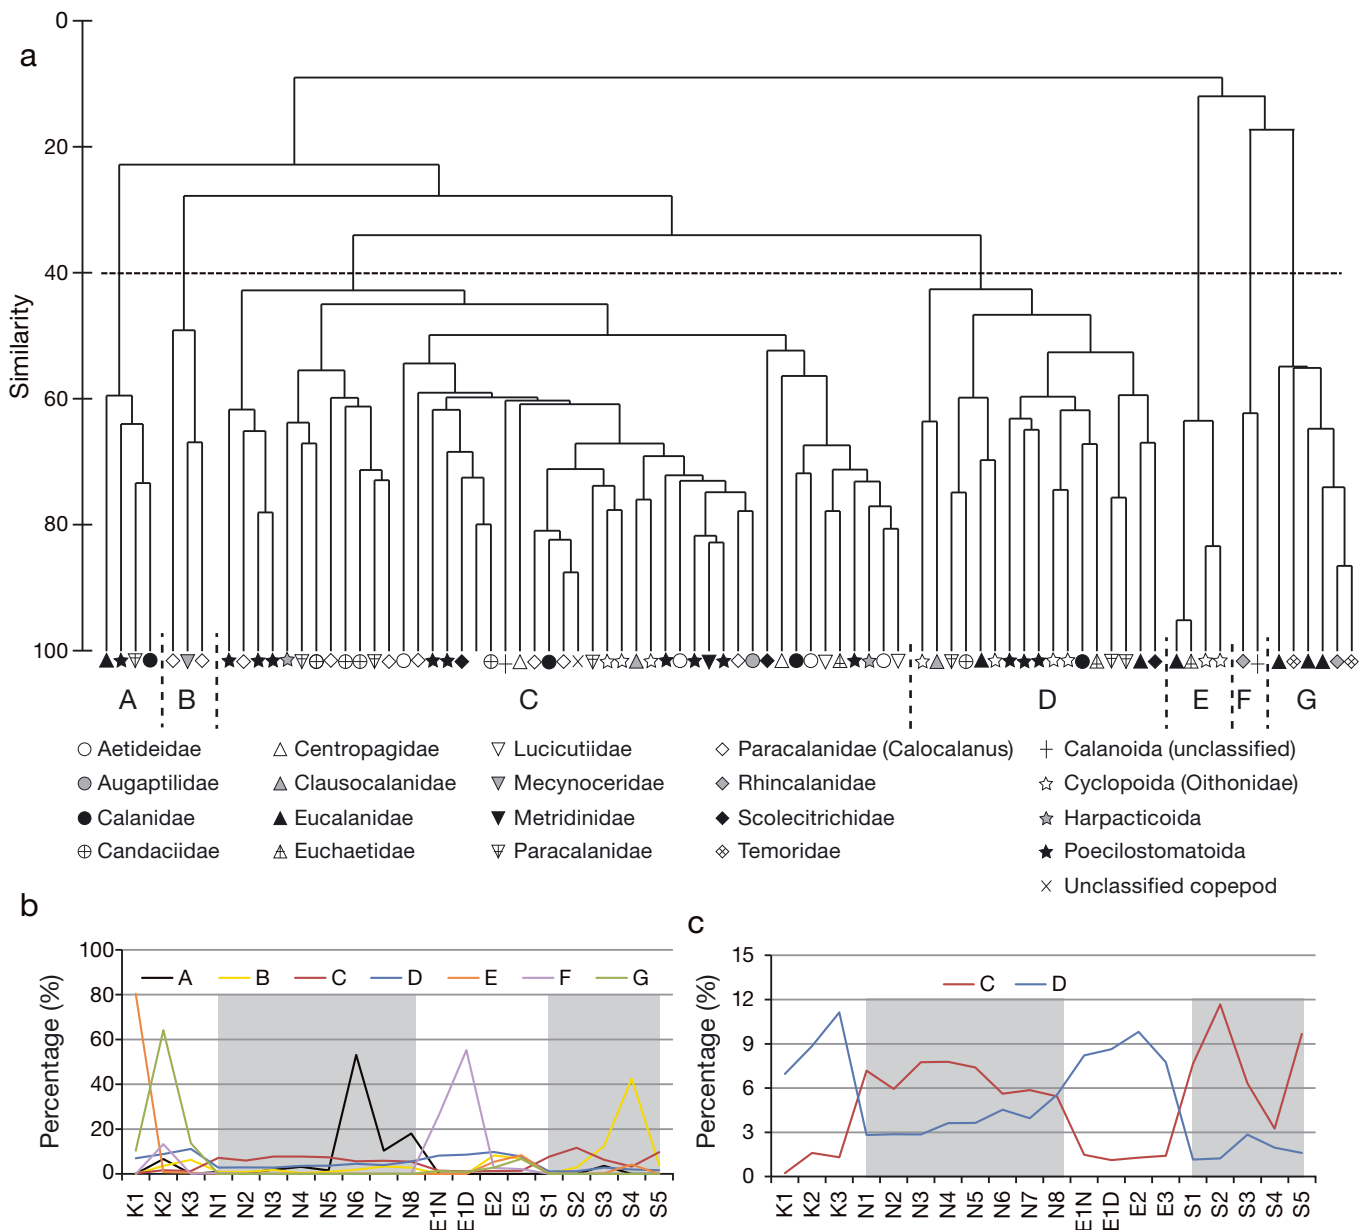 a
0
20
40
60
80
100
Similarity
A B C D E F G
Aetideidae Centropagidae Lucicutiidae Paracalanidae (Calocalanus) Calanoida (unclassified)
Augaptilidae Clausocalanidae Mecynoceridae Rhincalanidae Cyclopoida (Oithonidae)
Calanidae Eucalanidae Metridinidae Scolecitrichidae Harpacticoida
Candaciidae Euchaetidae Paracalanidae Temoridae Poecilostomatoida
Unclassified copepod
b
100
80
60
40
20
0
Percentage (%)
A B C D E F G
K1 K2 K3 N1 N2 N3 N4 N5 N6 N7 N8 E1N E1D E2 E3 S1 S2 S3 S4 S5
c
15
12
9
6
3
0
Percentage (%)
C D
K1 K2 K3 N1 N2 N3 N4 N5 N6 N7 N8 E1N E1D E2 E3 S1 S2 S3 S4 S5